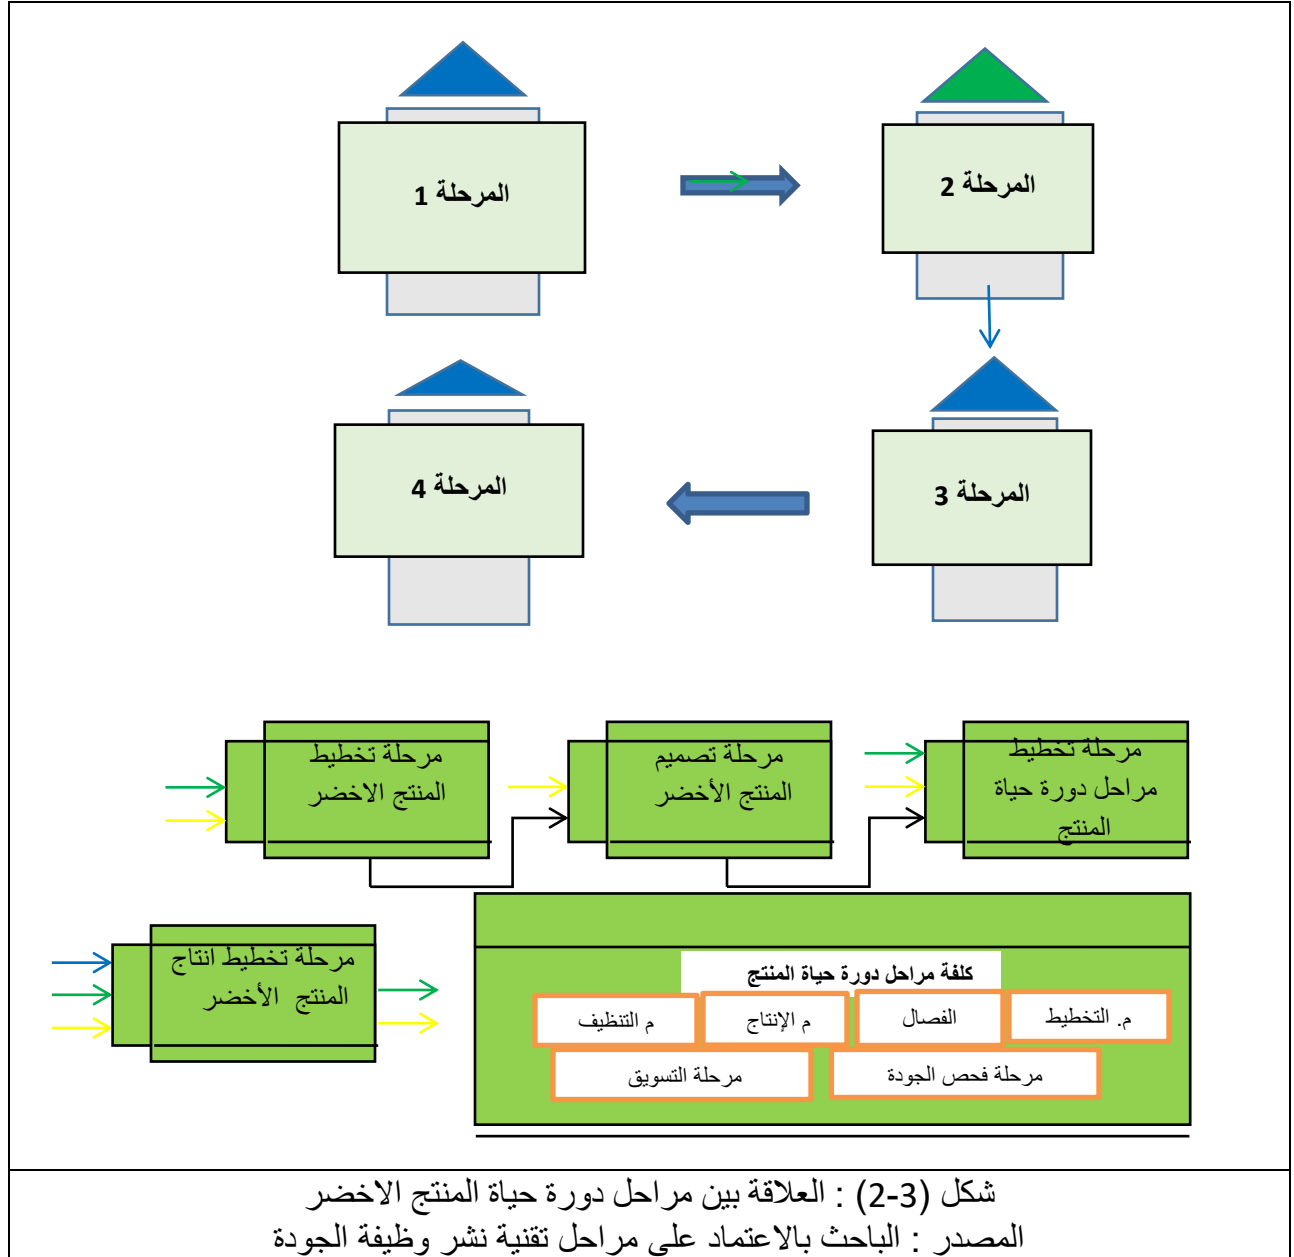 المرحلة 1
المرحلة 2
المرحلة 3
المرحلة 4
مرحلة تخطيط
المنتج الاخضر
مرحلة تصميم
المنتج الأخضر
مرحلة تخطيط
مراحل دورة حياة
المنتج
مرحلة تخطيط انتاج
المنتج الأخضر
كلفة مراحل دورة حياة المنتج
م. التخطيط
الفصال
م الإنتاج
م التنظيف
مرحلة فحص الجودة
مرحلة التسويق
شكل (3-2) : العلاقة بين مراحل دورة حياة المنتج الاخضر
المصدر : الباحث بالاعتماد على مراحل تقنية نشر وظيفة الجودة